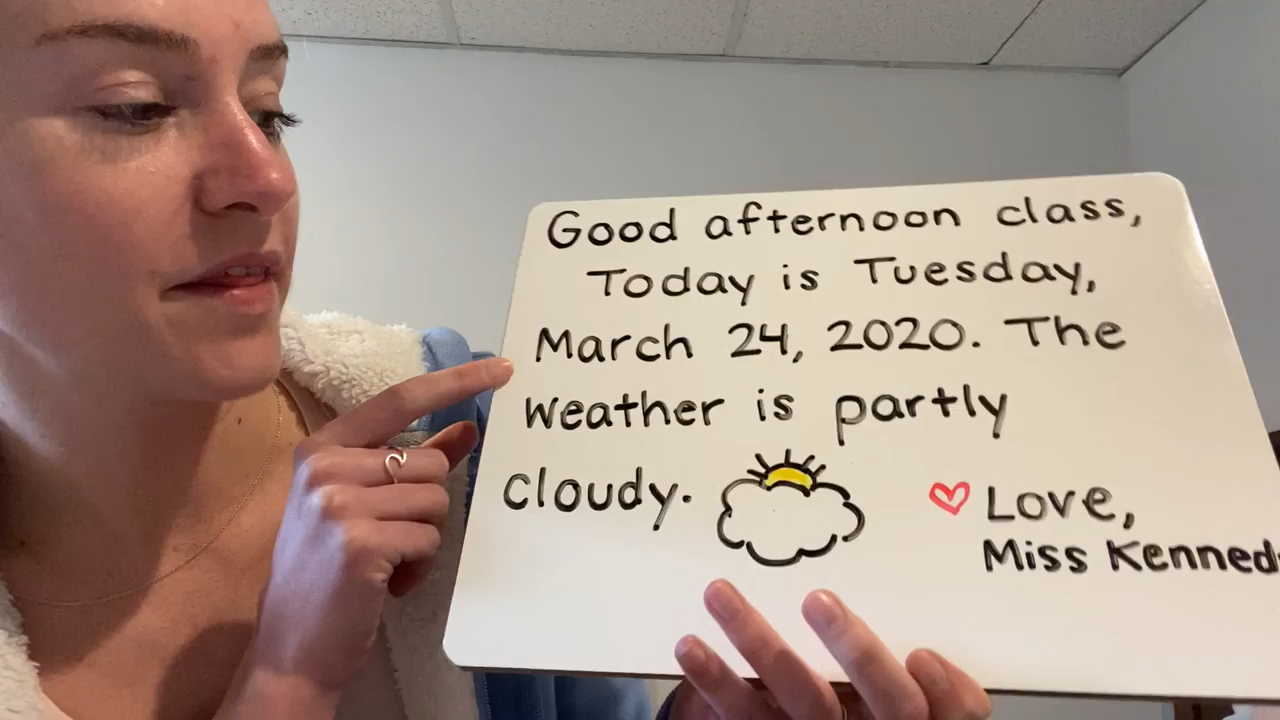 Good afternoon class,
Today is Tuesday,
March 24, 2020. The
Weather is partly
cloudy.
Love,
Miss Kenned